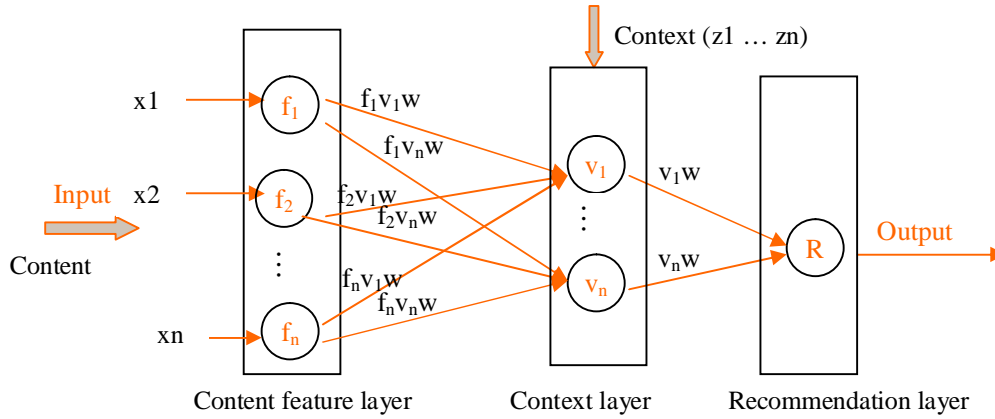 Context (z1 … zn)
x1
f₁
f₁v₁w
f₁vₙw
v₁
v₁w
Input
x2
f₂
f₂v₁w
f₂vₙw
⋮
Content
⋮
vₙ
vₙw
R
Output
fₙv₁w
fₙvₙw
xn
fₙ
Content feature layer
Context layer
Recommendation layer